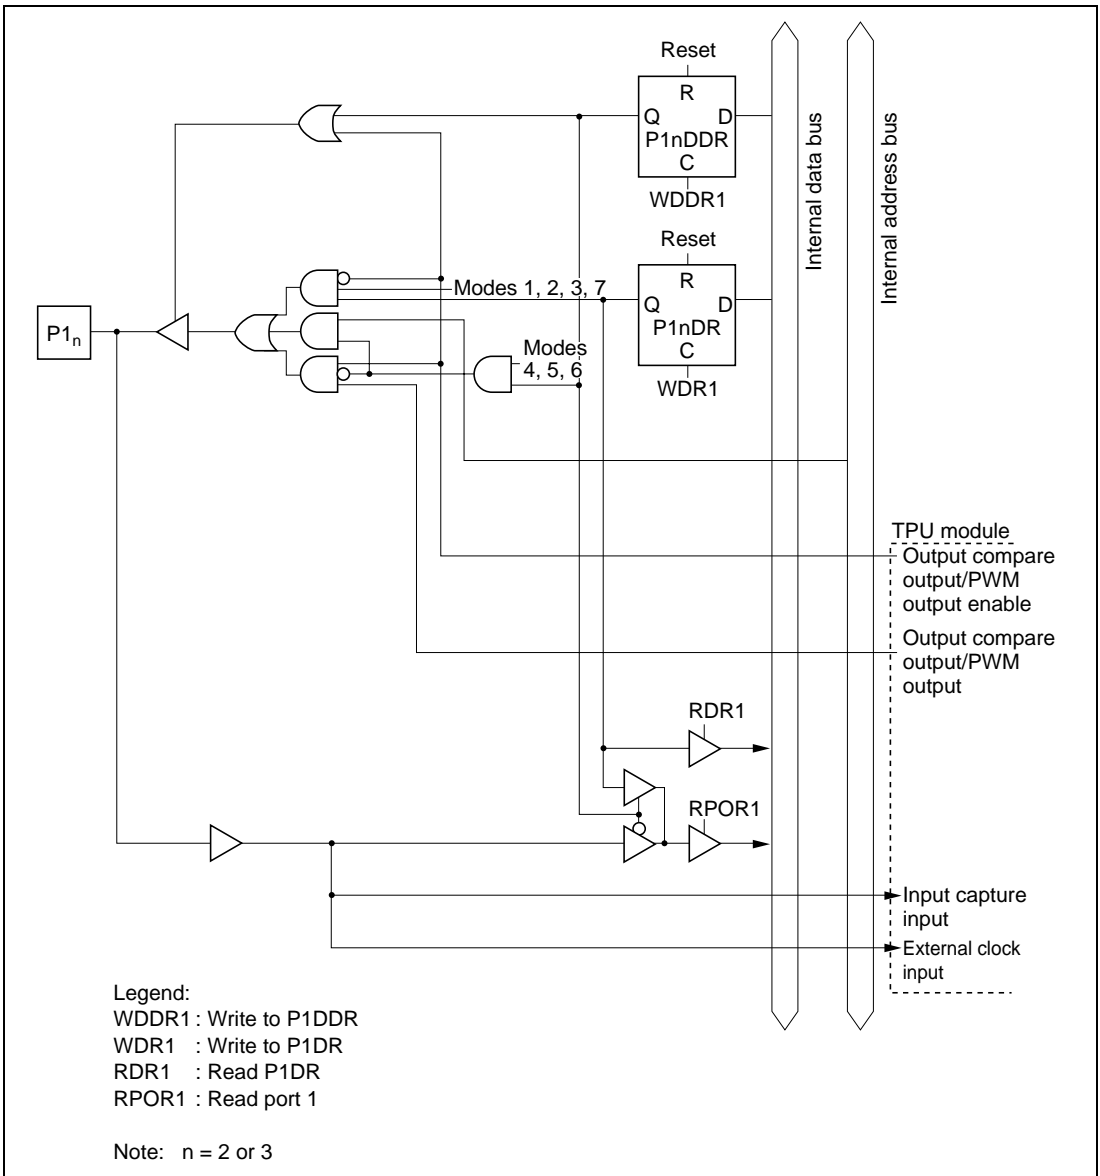 Reset
R
Q D
P1nDDR
C
WDDR1
Internal data bus
Internal address bus
Reset
R
Modes 1, 2, 3, 7
Q D
P1nDR
C
WDR1
P1n
Modes
4, 5, 6
TPU module
Output compare
output/PWM
output enable
Output compare
output/PWM
output
RDR1
RPOR1
Input capture
input
External clock
input
Legend:
WDDR1 : Write to P1DDR
WDR1 : Write to P1DR
RDR1 : Read P1DR
RPOR1 : Read port 1
Note: n = 2 or 3